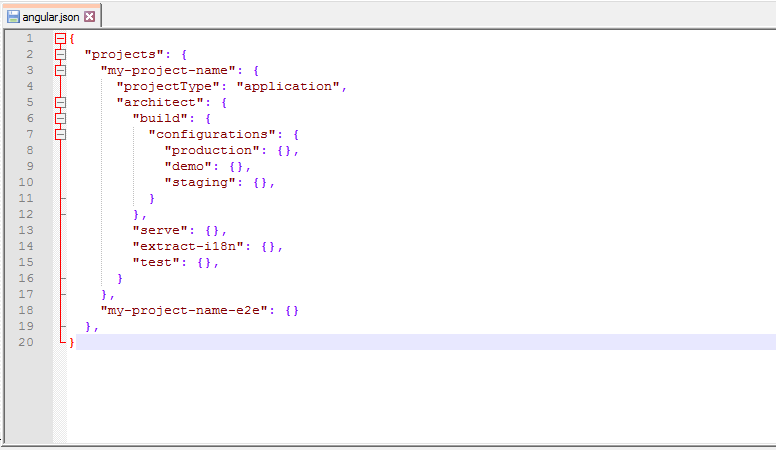 angular.json
1 {
2   "projects": {
3     "my-project-name": {
4       "projectType": "application",
5       "architect": {
6         "build": {
7           "configurations": {
8             "production": {},
9             "demo": {},
10             "staging": {},
11           }
12         },
13         "serve": {},
14         "extract-i18n": {},
15         "test": {},
16       }
17     },
18     "my-project-name-e2e": {}
19   },
20 }